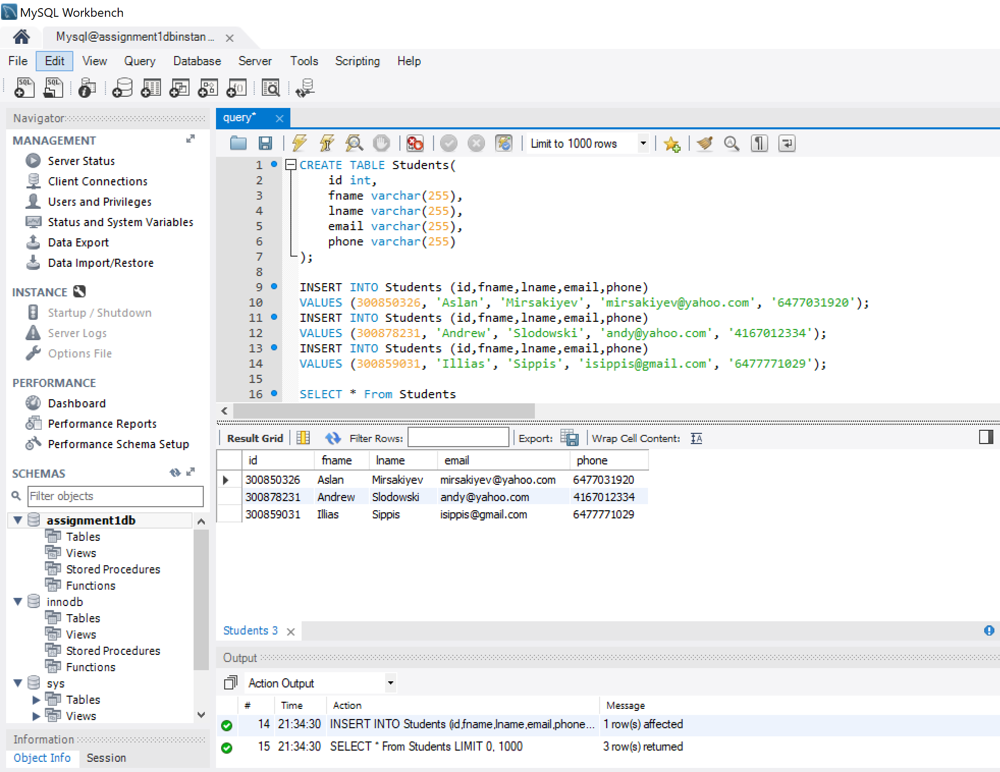 MySQL Workbench
Mysql@assignment1dbinstan...
File Edit View Query Database Server Tools Scripting Help
SQL SQL f()
Navigator
MANAGEMENT
Server Status
Client Connections
Users and Privileges
Status and System Variables
Data Export
Data Import/Restore
INSTANCE
Startup / Shutdown
Server Logs
Options File
PERFORMANCE
Dashboard
Performance Reports
Performance Schema Setup
SCHEMAS
Filter objects
assignment1db
Tables
Views
Stored Procedures
Functions
innodb
Tables
Views
Stored Procedures
Functions
sys
Tables
Views
Information
Object Info Session
query*
Limit to 1000 rows
1 CREATE TABLE Students(
2 id int,
3 fname varchar(255),
4 lname varchar(255),
5 email varchar(255),
6 phone varchar(255)
7 );
8
9 INSERT INTO Students (id,fname,lname,email,phone)
10 VALUES (300850326, 'Aslan', 'Mirsakiyev', 'mirsakiyev@yahoo.com', '6477031920');
11 INSERT INTO Students (id,fname,lname,email,phone)
12 VALUES (300878231, 'Andrew', 'Slodowski', 'andy@yahoo.com', '4167012334');
13 INSERT INTO Students (id,fname,lname,email,phone)
14 VALUES (300859031, 'Illias', 'Sippis', 'isippis@gmail.com', '6477771029');
15
16 SELECT * From Students
Result Grid Filter Rows: Export: Wrap Cell Content:
id fname lname email phone
300850326 Aslan Mirsakiyev mirsakiyev@yahoo.com 6477031920
300878231 Andrew Slodowski andy@yahoo.com 4167012334
300859031 Illias Sippis isippis@gmail.com 6477771029
Students 3
Output
Action Output
# Time Action Message
14 21:34:30 INSERT INTO Students (id,fname,lname,email,phone... 1 row(s) affected
15 21:34:30 SELECT * From Students LIMIT 0, 1000 3 row(s) returned